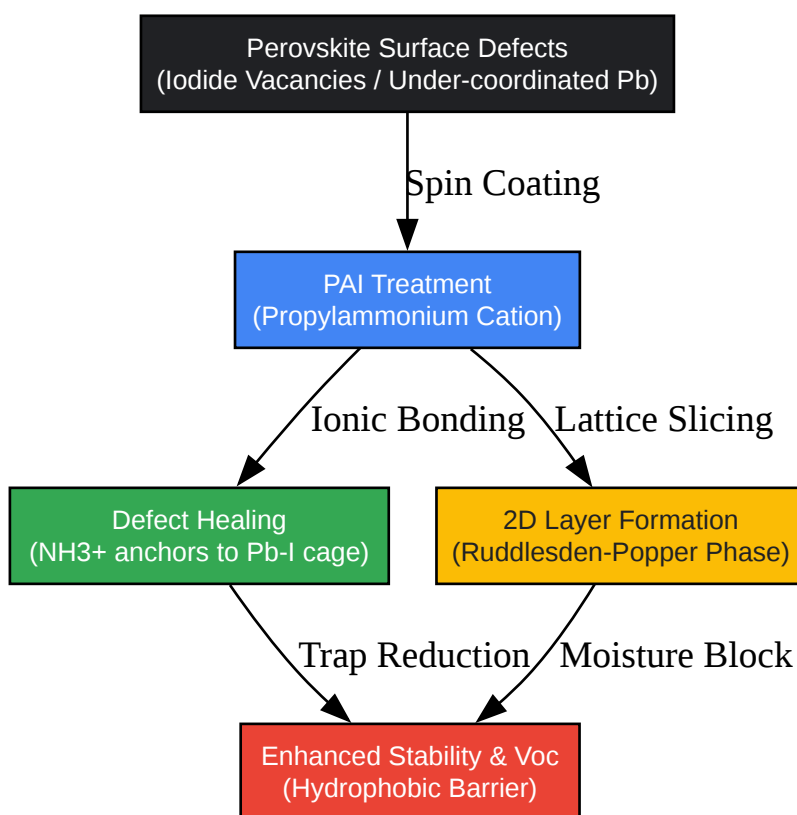 Perovskite Surface Defects
(Iodide Vacancies / Under-coordinated Pb)
Spin Coating
PAI Treatment
(Propylammonium Cation)
Ionic Bonding
Lattice Slicing
Defect Healing
(NH3+ anchors to Pb-I cage)
2D Layer Formation
(Ruddlesden-Popper Phase)
Trap Reduction
Moisture Block
Enhanced Stability & Voc
(Hydrophobic Barrier)